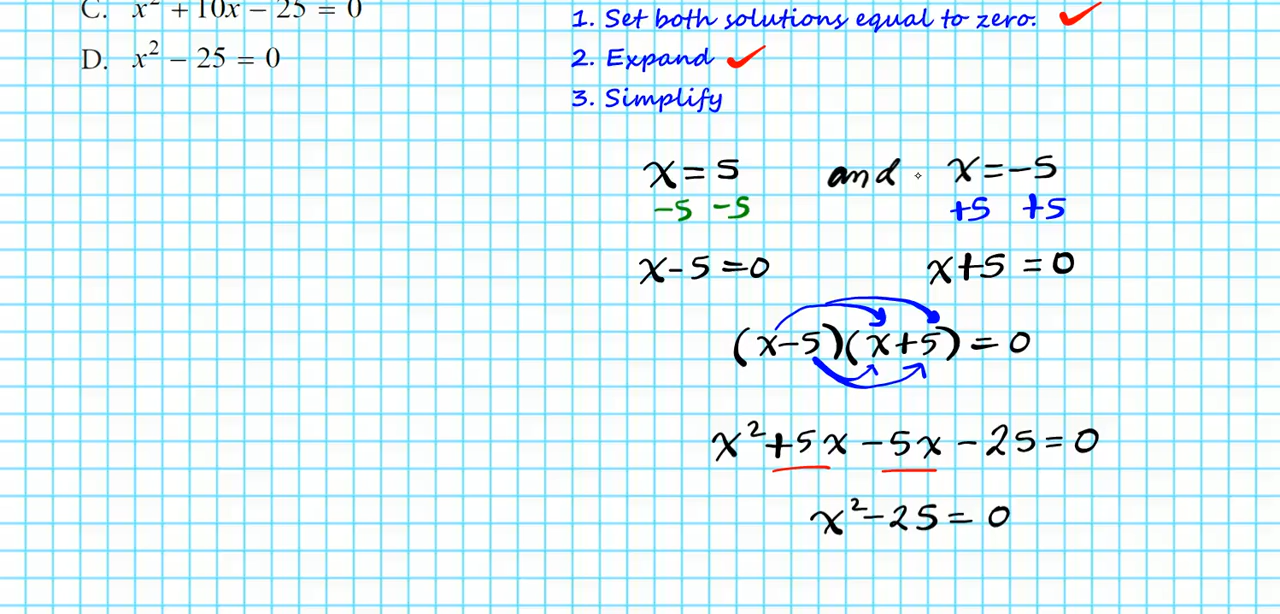 C. x² + 10x − 25 = 0
D. x² − 25 = 0
1. Set both solutions equal to zero.
2. Expand
3. Simplify
x = 5 and x = -5
-5 -5 +5 +5
x - 5 = 0 x + 5 = 0
(x - 5)(x + 5) = 0
x² + 5x - 5x - 25 = 0
x² - 25 = 0